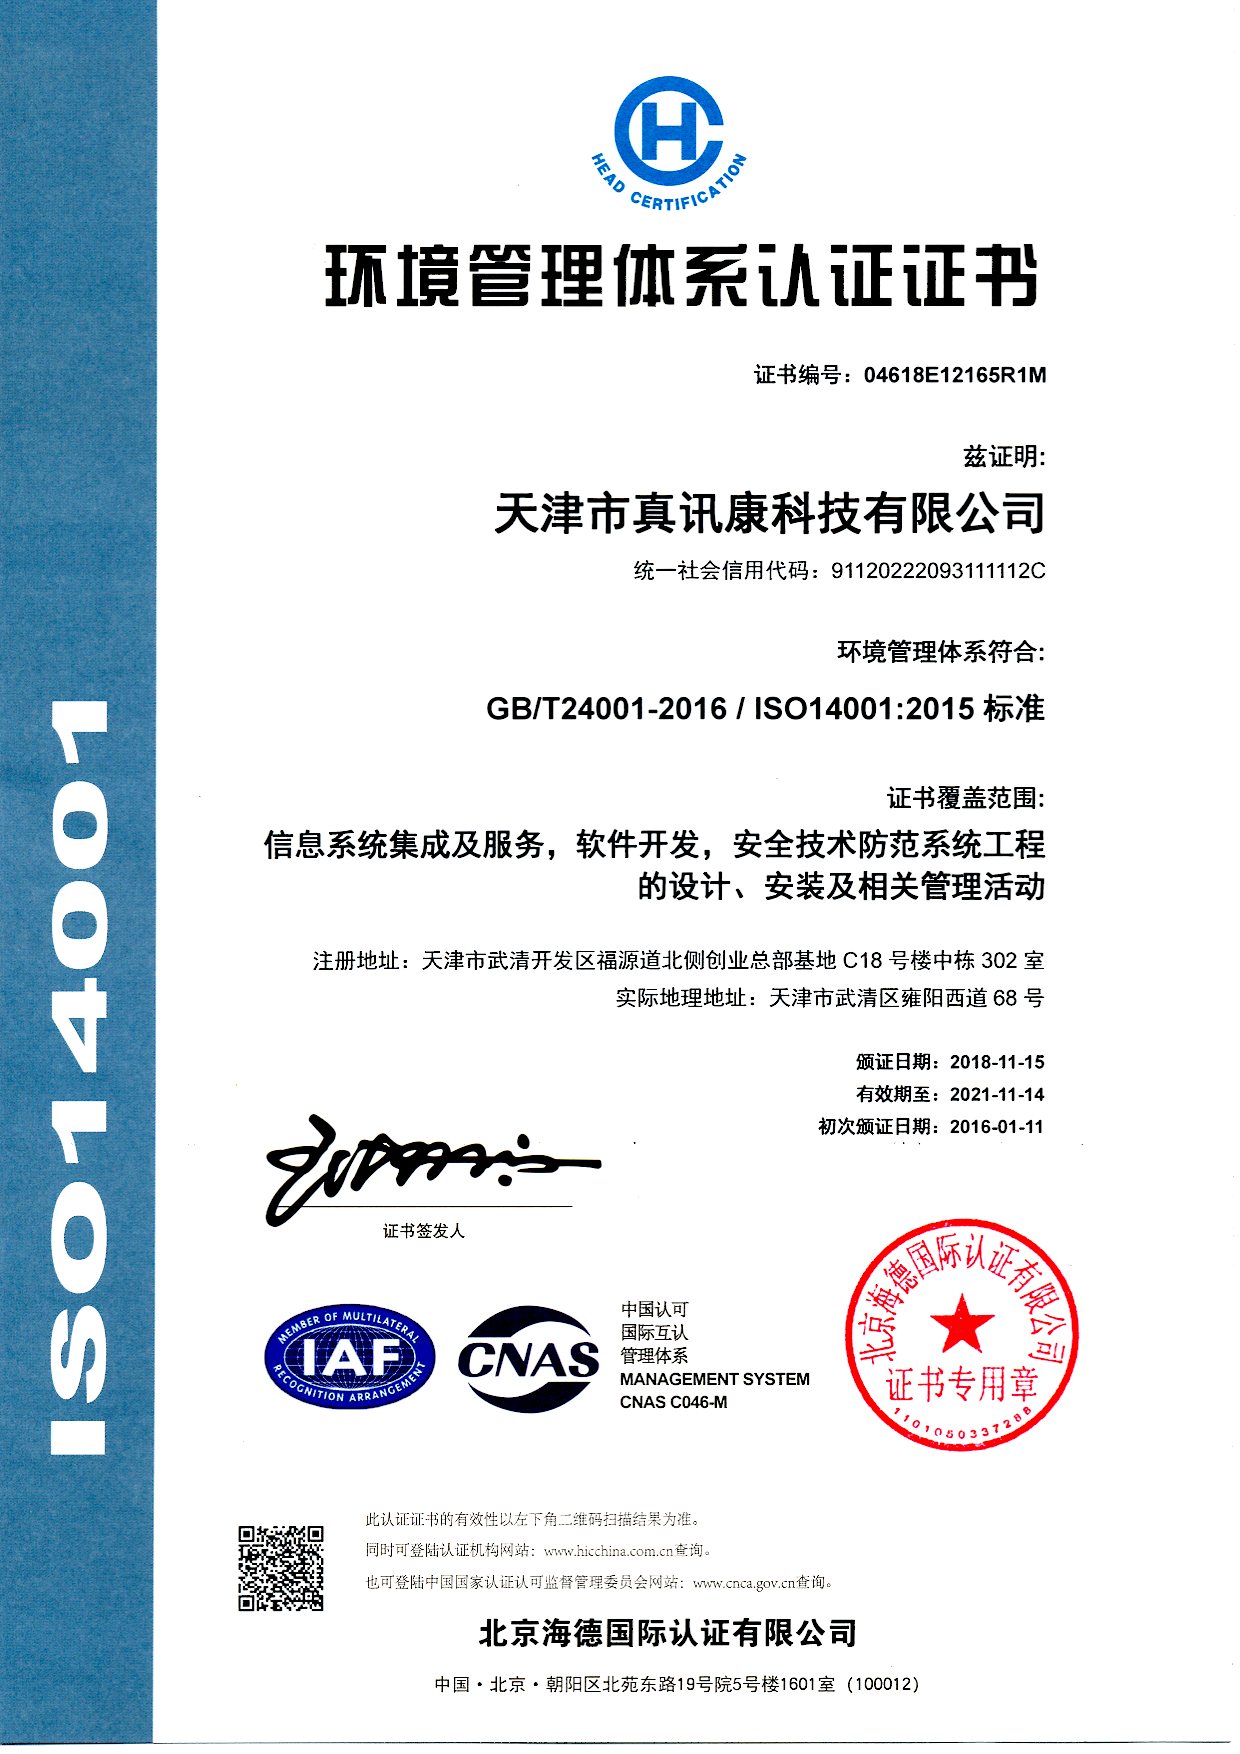 ISO14001
HC
HEAD CERTIFICATION
环境管理体系认证证书
证书编号：04618E12165R1M
兹证明:
天津市真讯康科技有限公司
统一社会信用代码：91120222093111112C
环境管理体系符合:
GB/T24001-2016 / ISO14001:2015 标准
证书覆盖范围:
信息系统集成及服务，软件开发，安全技术防范系统工程
的设计、安装及相关管理活动
注册地址：天津市武清开发区福源道北侧创业总部基地 C18 号楼中栋 302 室
实际地理地址：天津市武清区雍阳西道 68 号
颁证日期：2018-11-15
有效期至：2021-11-14
初次颁证日期：2016-01-11
证书签发人
MEMBER OF MULTILATERAL
IAF
RECOGNITION ARRANGEMENT
CNAS
中国认可
国际互认
管理体系
MANAGEMENT SYSTEM
CNAS C046-M
北京海德国际认证有限公司
证书专用章
1101050337288
此认证证书的有效性以左下角二维码扫描结果为准。
同时可登陆认证机构网站：www.hicchina.com.cn查询。
也可登陆中国国家认证认可监督管理委员会网站：www.cnca.gov.cn查询。
北京海德国际认证有限公司
中国·北京·朝阳区北苑东路19号院5号楼1601室（100012）